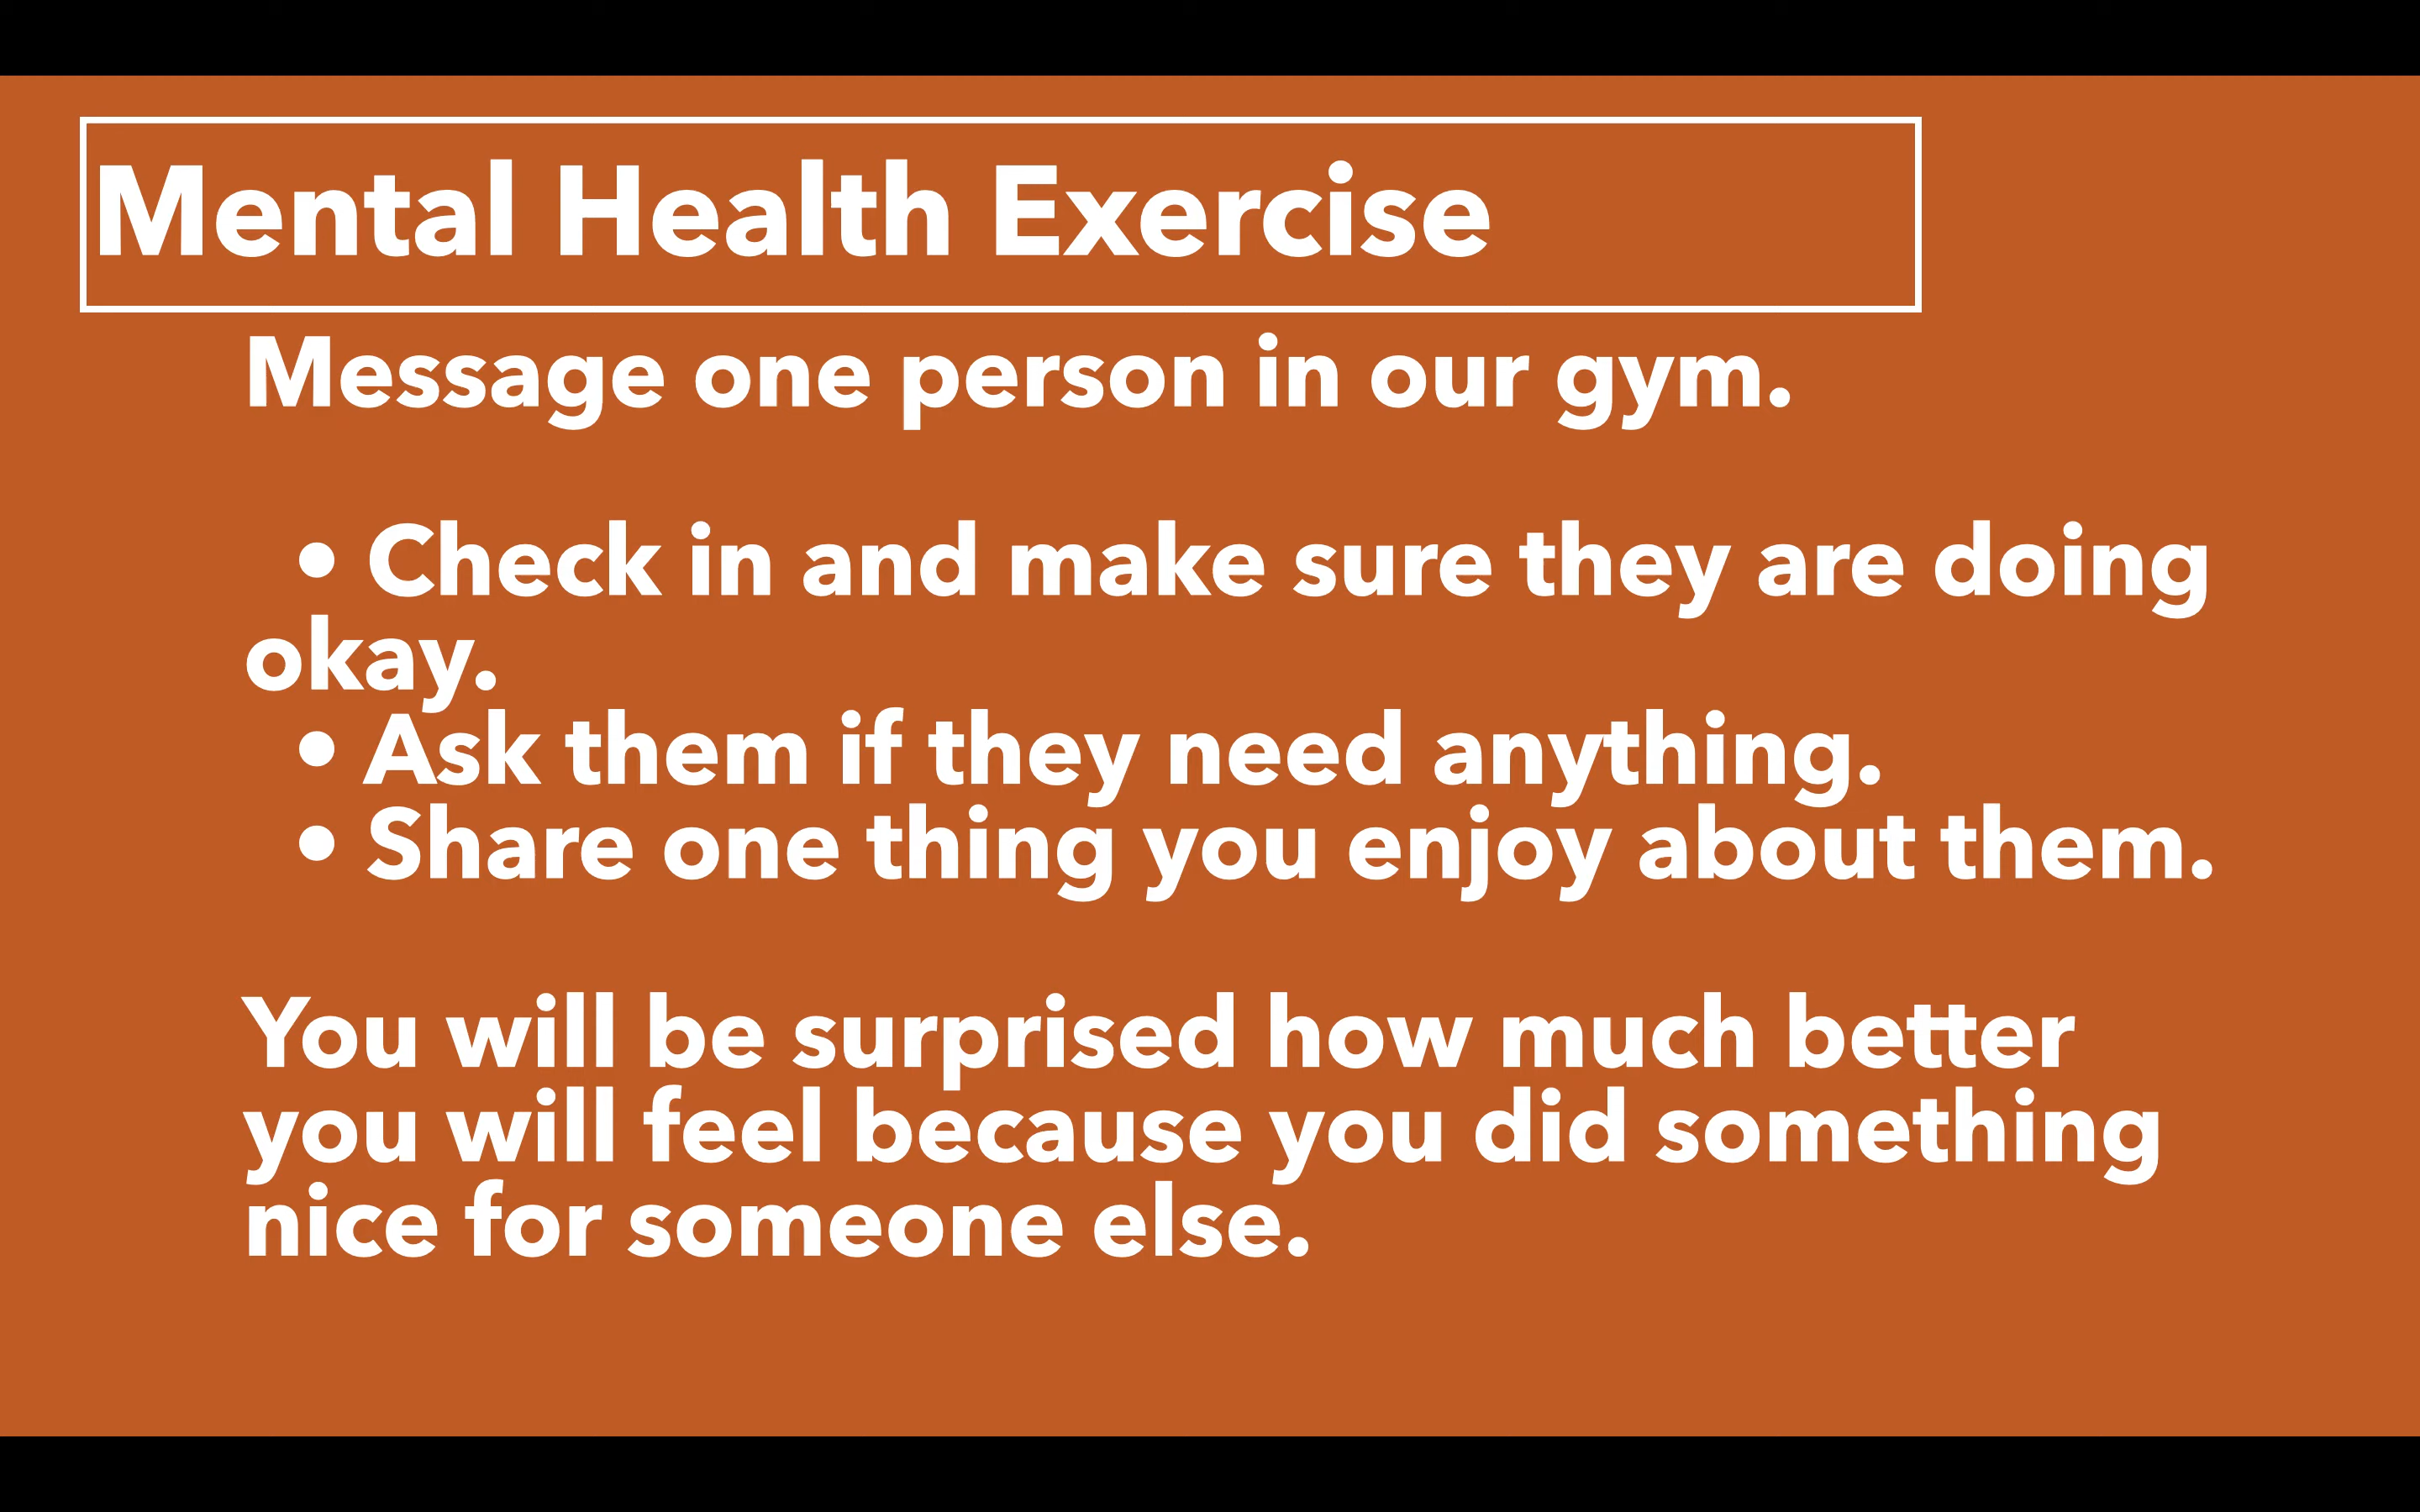 Mental Health Exercise
Message one person in our gym.
• Check in and make sure they are doing
okay.
• Ask them if they need anything.
• Share one thing you enjoy about them.
You will be surprised how much better
you will feel because you did something
nice for someone else.